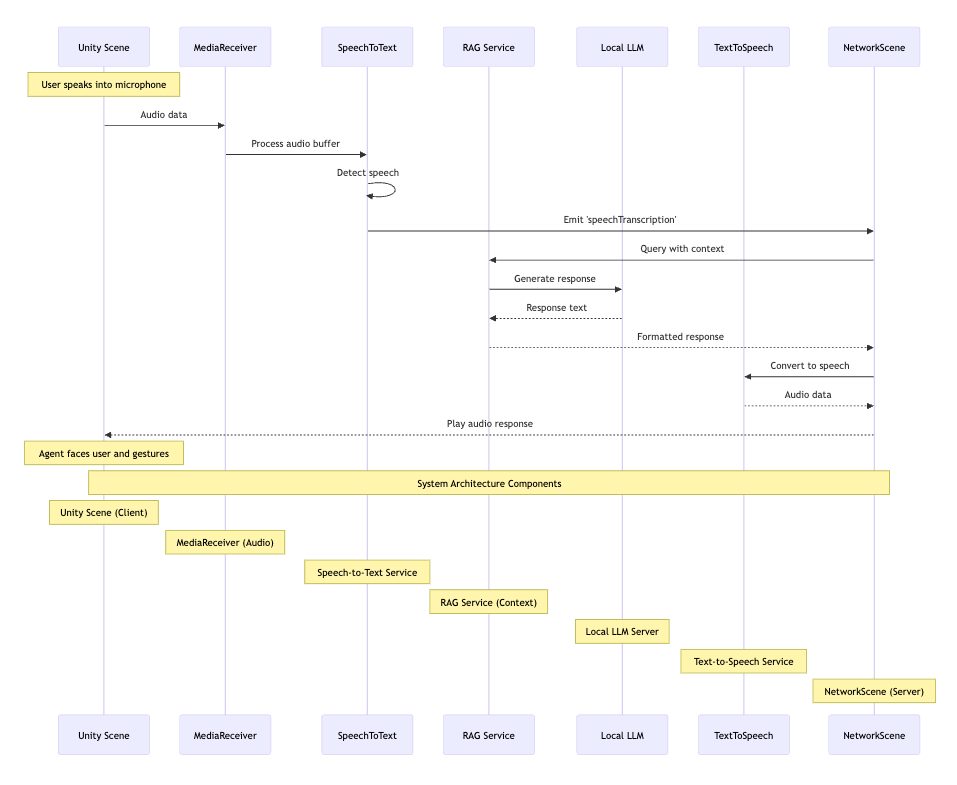 Unity Scene
MediaReceiver
SpeechToText
RAG Service
Local LLM
TextToSpeech
NetworkScene
User speaks into microphone
Audio data
Process audio buffer
Detect speech
Emit 'speechTranscription'
Query with context
Generate response
Response text
Formatted response
Convert to speech
Audio data
Play audio response
Agent faces user and gestures
System Architecture Components
Unity Scene (Client)
MediaReceiver (Audio)
Speech-to-Text Service
RAG Service (Context)
Local LLM Server
Text-to-Speech Service
NetworkScene (Server)
Unity Scene
MediaReceiver
SpeechToText
RAG Service
Local LLM
TextToSpeech
NetworkScene